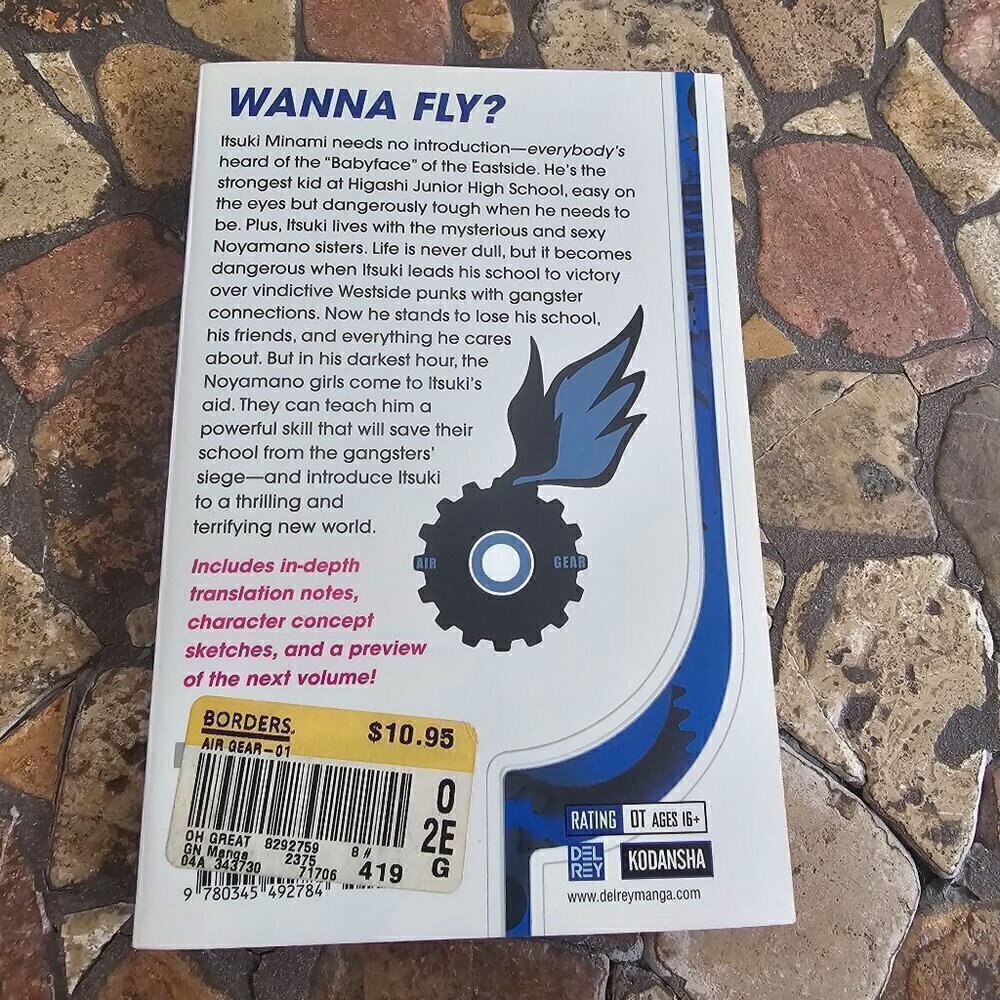 WANNA FLY?
Itsuki Minami needs no introduction—everybody's
heard of the "Babyface" of the Eastside. He's the
strongest kid at Higashi Junior High School, easy on
the eyes but dangerously tough when he needs to
be. Plus, Itsuki lives with the mysterious and sexy
Noyamano sisters. Life is never dull, but it becomes
dangerous when Itsuki leads his school to victory
over vindictive Westside punks with gangster
connections. Now he stands to lose his school,
his friends, and everything he cares
about. But in his darkest hour, the
Noyamano girls come to Itsuki's
aid. They can teach him a
powerful skill that will save their
school from the gangsters'
siege—and introduce Itsuki
to a thrilling and
terrifying new world.
AIR GEAR
Includes in-depth
translation notes,
character concept
sketches, and a preview
of the next volume!
BORDERS. $10.95
AIR GEAR-01
0
2E
G
OH GREAT 8292759 8#
GN Manga 2375 419
04A 343730 71706
9 780345 492784
RATING OT AGES 16+
DEL REY KODANSHA
www.delreymanga.com